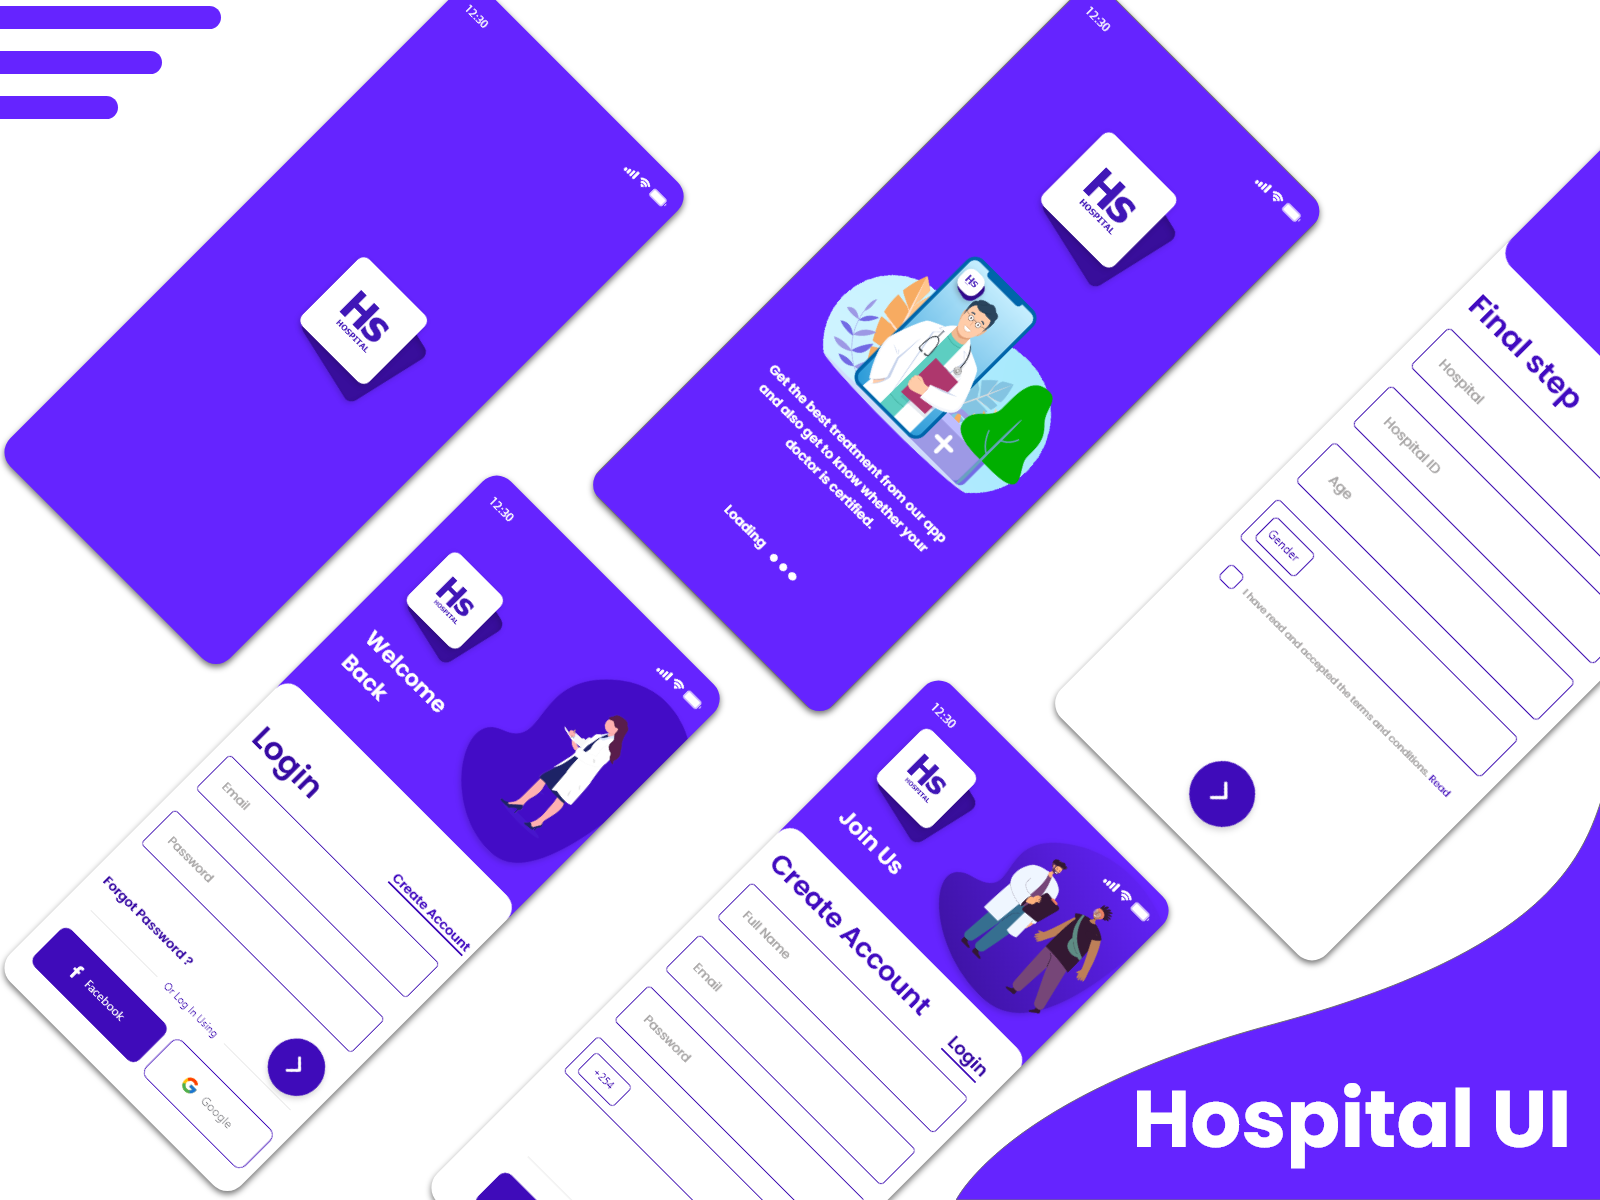 12:30
Hs
HOSPITAL
12:30
Hs
HOSPITAL
Hs
Get the best treatment from our app
and also get to know whether your
doctor is certified.
Loading
Final step
Hospital
Hospital ID
Age
Gender
I have read and accepted the terms and conditions. Read
12:30
Hs
HOSPITAL
Welcome
Back
Login
Email
Password
Create Account
Forgot Password ?
Or Log In Using
Facebook
Google
12:30
Hs
HOSPITAL
Join Us
Create Account
Full Name
Email
Password
+254
Login
Hospital UI